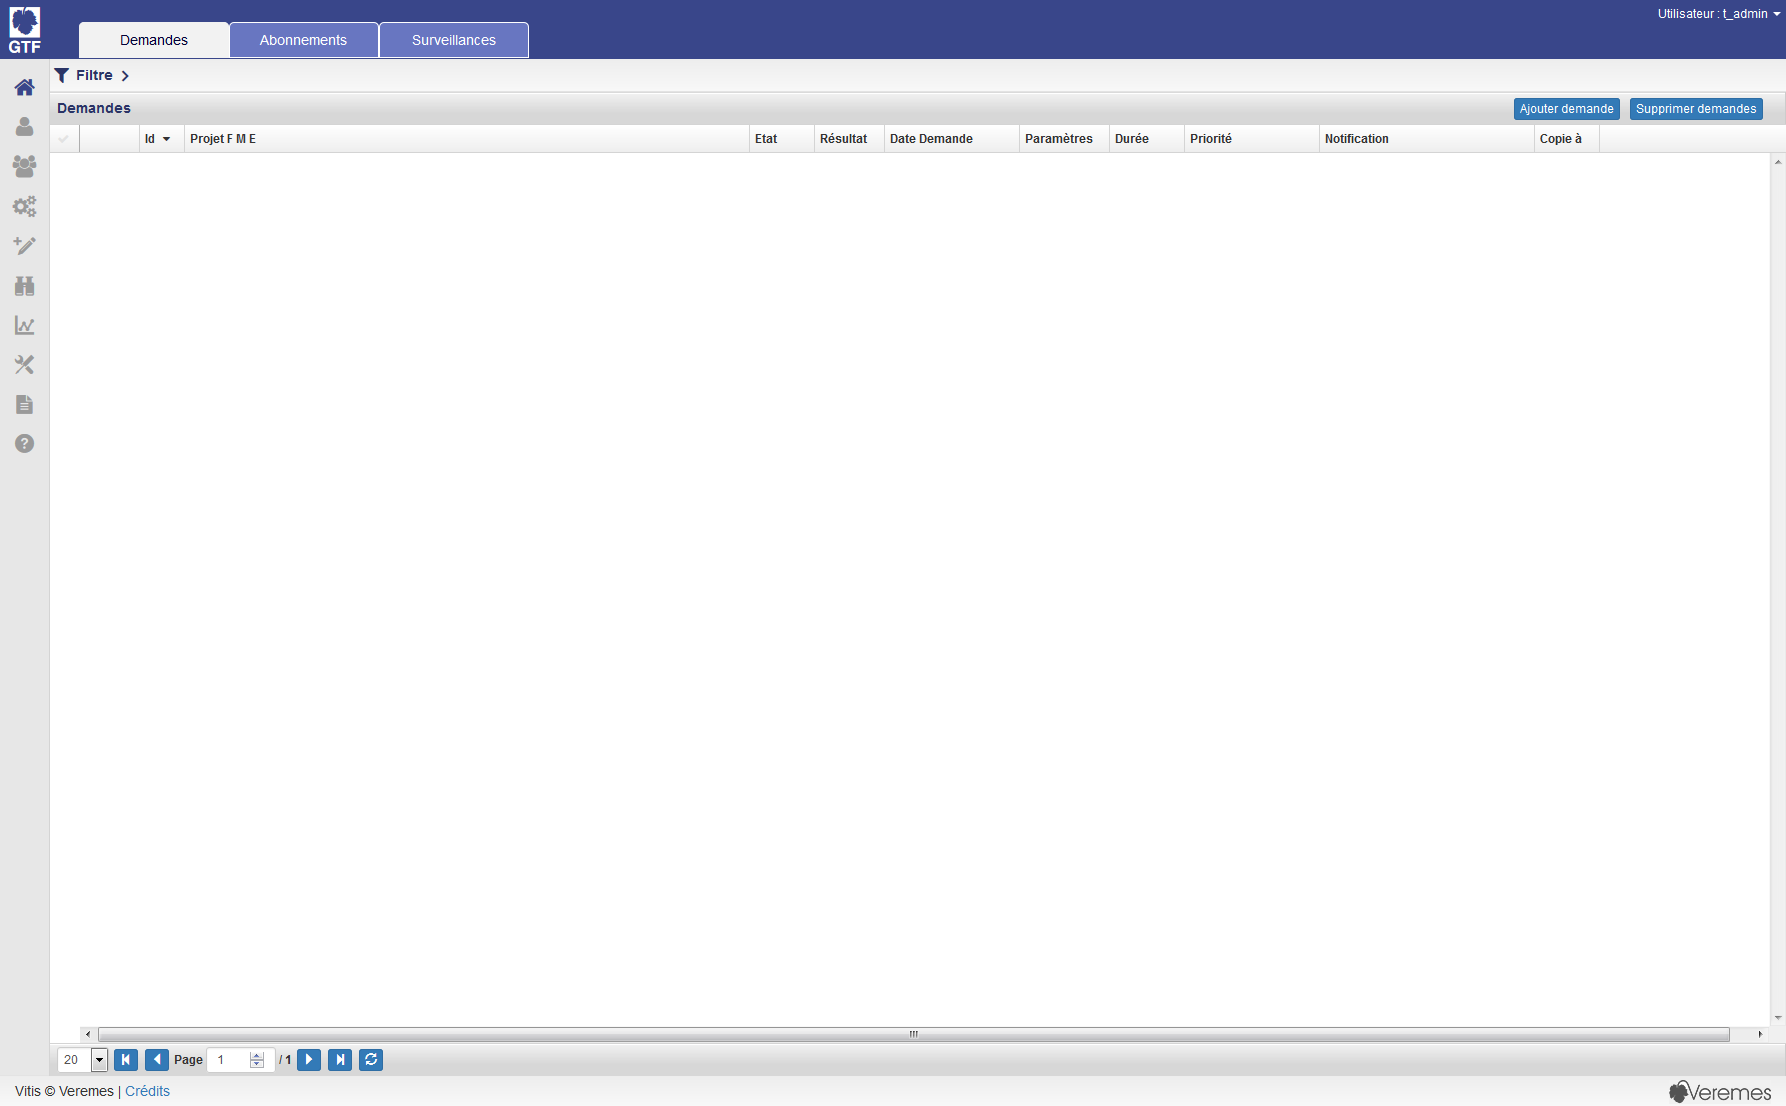 GTF
Demandes
Abonnements
Surveillances
Utilisateur : t_admin
Filtre
Demandes
Ajouter demande
Supprimer demandes
Id
Projet F M E
Etat
Résultat
Date Demande
Paramètres
Durée
Priorité
Notification
Copie à
20
Page
1
/ 1
Vitis © Veremes | Crédits
Veremes